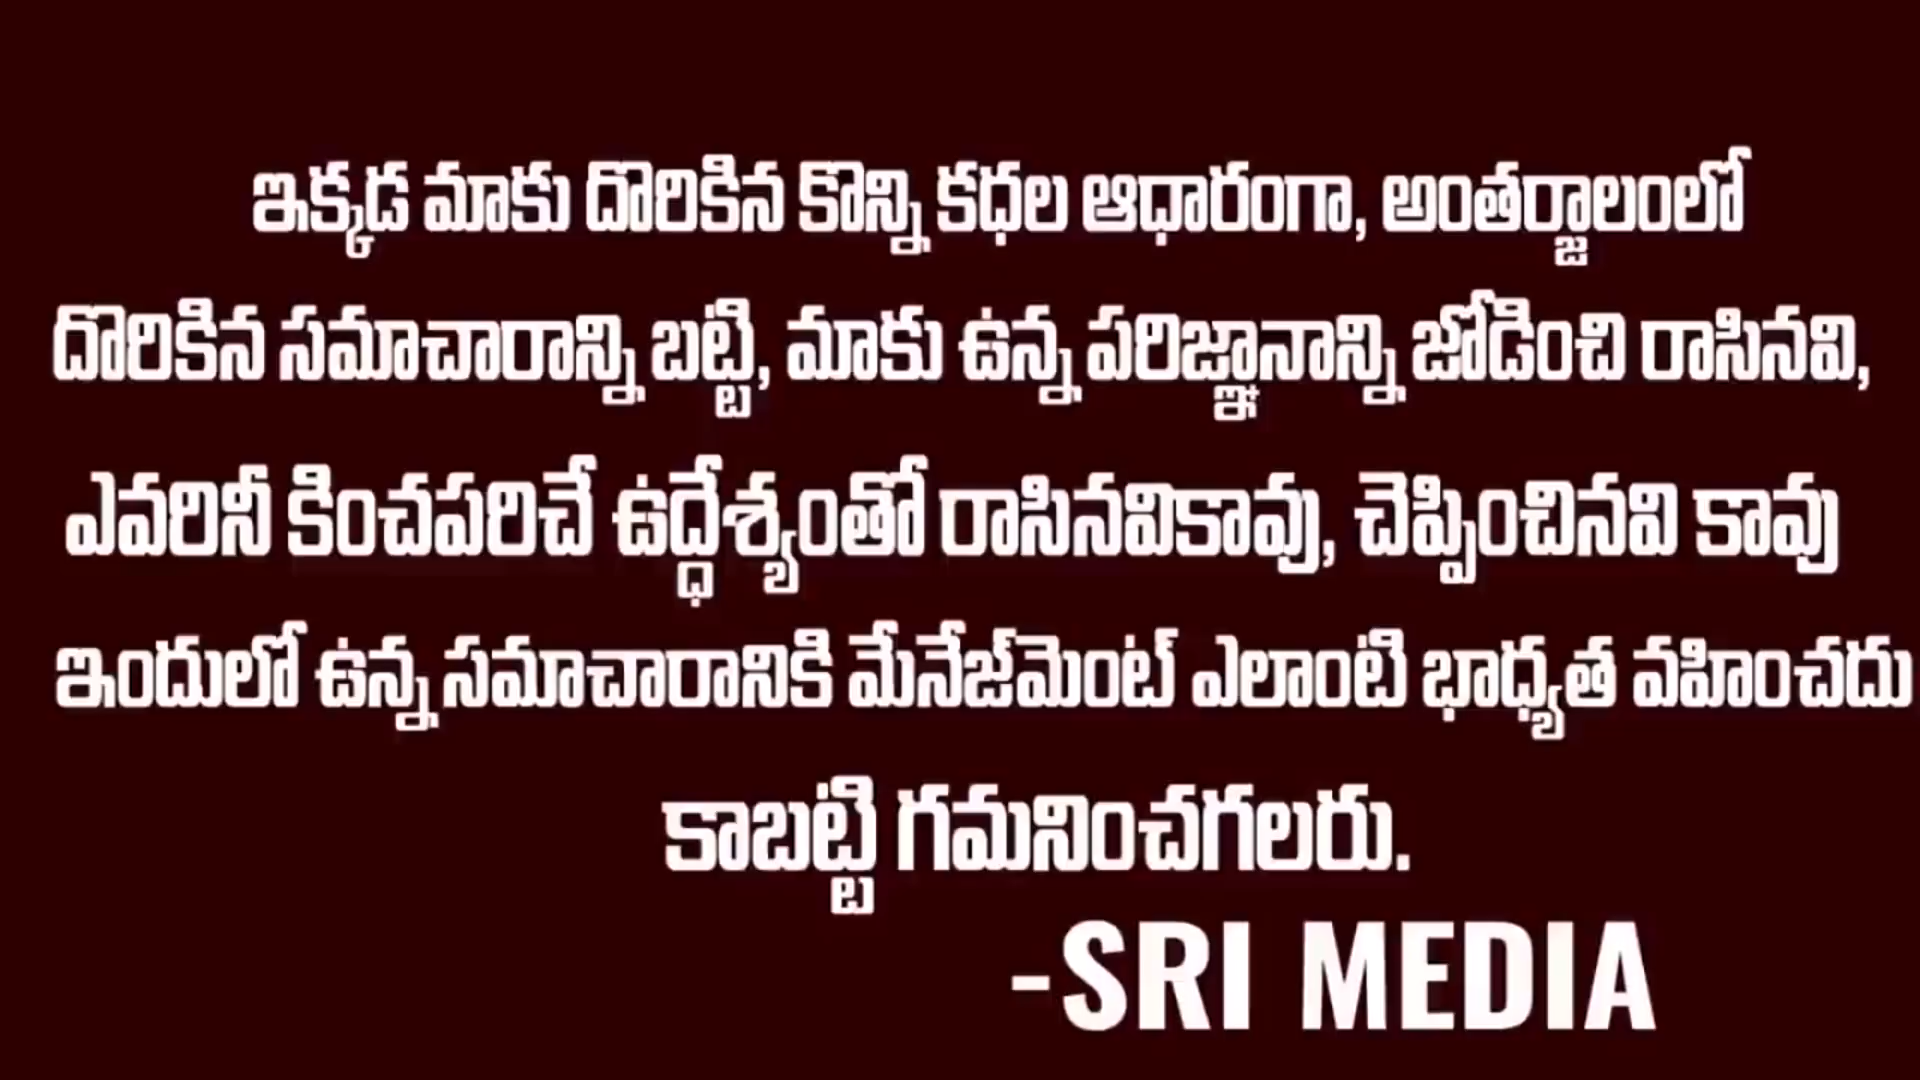 ఇక్కడ మాకు దొరికిన కొన్ని కధల ఆధారంగా, అంతర్జాలంలో
దొరికిన సమాచారాన్ని బట్టి, మాకు ఉన్న పరిజ్ఞానాన్ని జోడించి రాసినవి,
ఎవరినీ కించపరిచే ఉద్ధేశ్యంతో రాసినవికావు, చెప్పించినవి కావు
ఇందులో ఉన్న సమాచారానికి మేనేజ్‌మెంట్ ఎలాంటి భాధ్యత వహించదు
కాబట్టి గమనించగలరు.
-SRI MEDIA